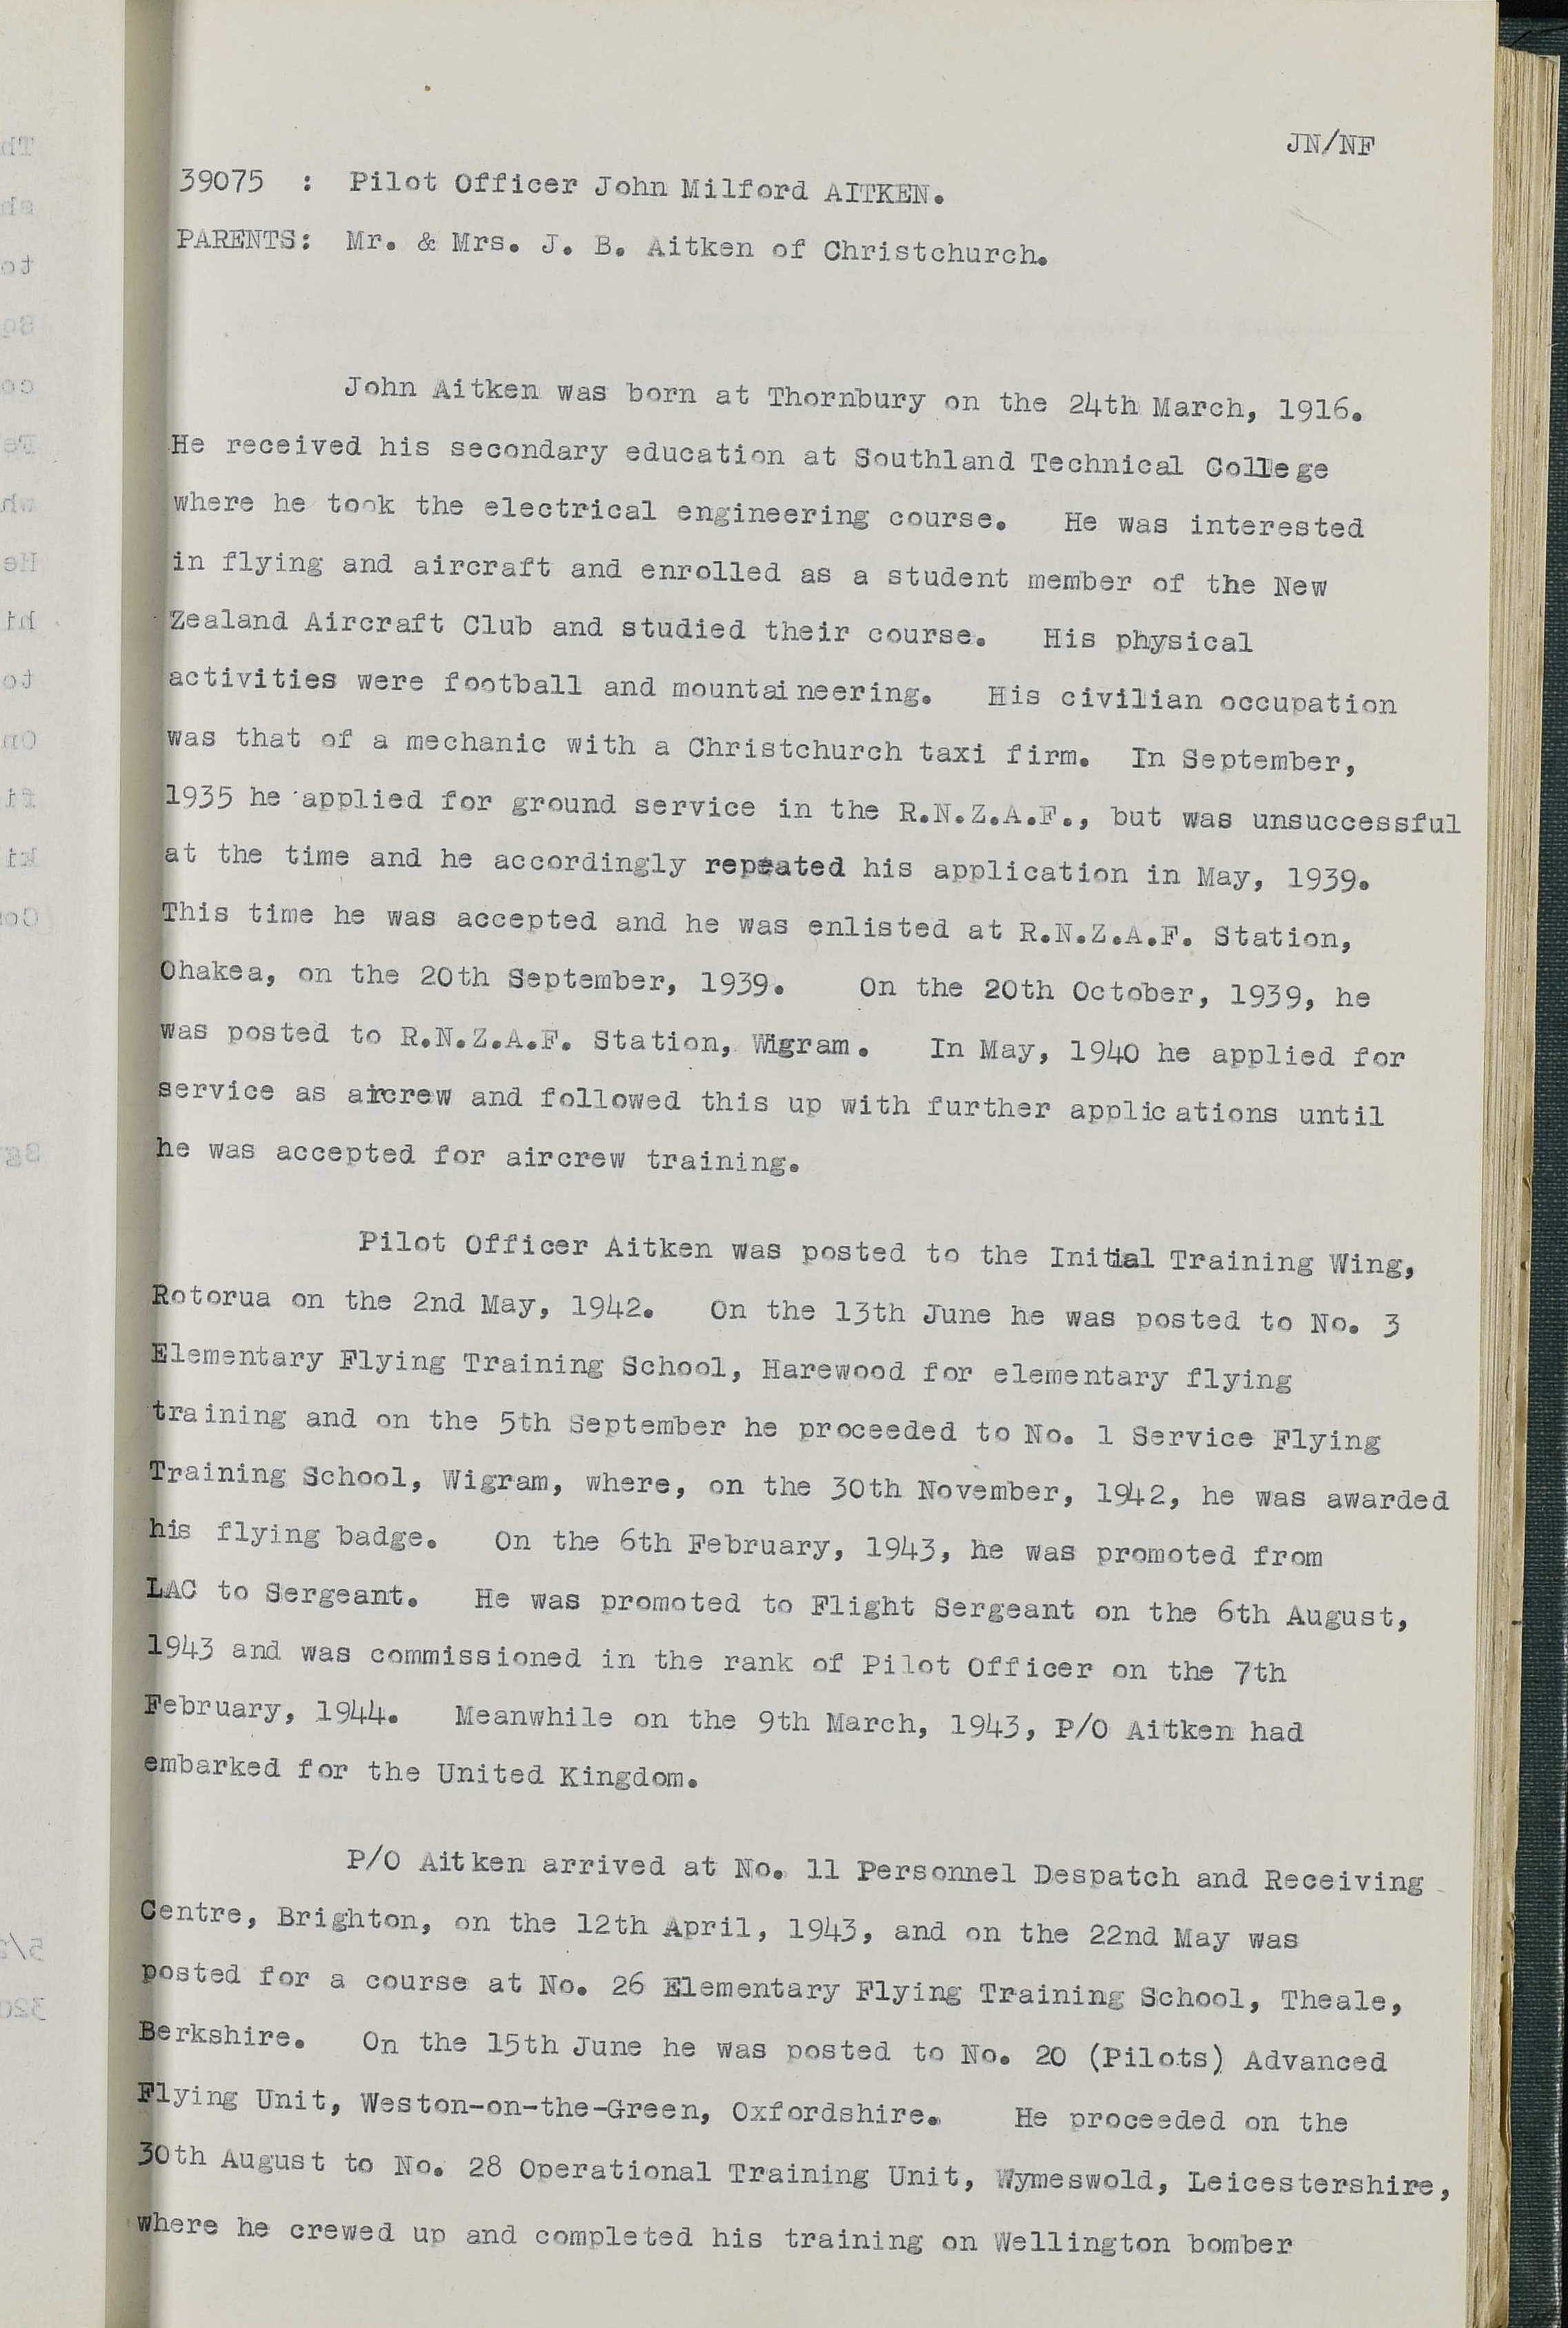 JN/NF
39075 : Pilot Officer John Milford AITKEN.
PARENTS: Mr. & Mrs. J. B. Aitken of Christchurch.
John Aitken was born at Thornbury on the 24th March, 1916.
He received his secondary education at Southland Technical College
where he took the electrical engineering course. He was interested
in flying and aircraft and enrolled as a student member of the New
Zealand Aircraft Club and studied their course. His physical
activities were football and mountaineering. His civilian occupation
was that of a mechanic with a Christchurch taxi firm. In September,
1935 he applied for ground service in the R.N.Z.A.F., but was unsuccessful
at the time and he accordingly repeated his application in May, 1939.
This time he was accepted and he was enlisted at R.N.Z.A.F. Station,
Ohakea, on the 20th September, 1939. On the 20th October, 1939, he
was posted to R.N.Z.A.F. Station, Wigram. In May, 1940 he applied for
service as aircrew and followed this up with further applications until
he was accepted for aircrew training.
Pilot Officer Aitken was posted to the Initial Training Wing,
Rotorua on the 2nd May, 1942. On the 13th June he was posted to No. 3
Elementary Flying Training School, Harewood for elementary flying
training and on the 5th September he proceeded to No. 1 Service Flying
Training School, Wigram, where, on the 30th November, 1942, he was awarded
his flying badge. On the 6th February, 1943, he was promoted from
LAC to Sergeant. He was promoted to Flight Sergeant on the 6th August,
1943 and was commissioned in the rank of Pilot Officer on the 7th
February, 1944. Meanwhile on the 9th March, 1943, P/O Aitken had
embarked for the United Kingdom.
P/O Aitken arrived at No. 11 Personnel Despatch and Receiving
Centre, Brighton, on the 12th April, 1943, and on the 22nd May was
posted for a course at No. 26 Elementary Flying Training School, Theale,
Berkshire. On the 15th June he was posted to No. 20 (Pilots) Advanced
Flying Unit, Weston-on-the-Green, Oxfordshire. He proceeded on the
30th August to No. 28 Operational Training Unit, Wymeswold, Leicestershire,
where he crewed up and completed his training on Wellington bomber